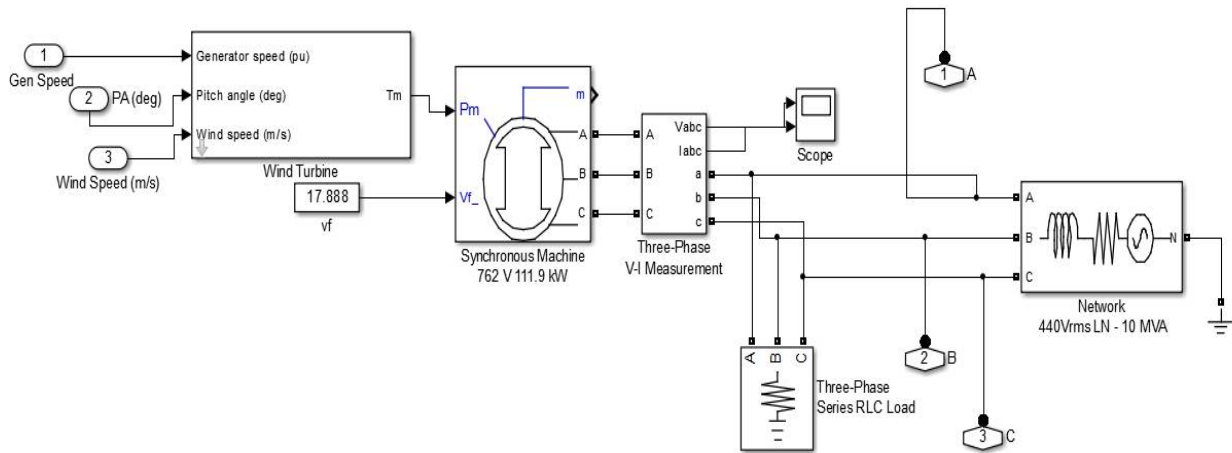 1
Gen Speed
2
PA (deg)
3
Wind Speed (m/s)
Generator speed (pu)
Pitch angle (deg)
Wind speed (m/s)
Tm
Wind Turbine
17.888
vf
Pm
Vf_
m
A
B
C
Synchronous Machine
762 V 111.9 kW
A
B
C
Vabc
Iabc
a
b
c
Three-Phase
V-I Measurement
Scope
A B C
Three-Phase
Series RLC Load
1 A
2 B
3 C
A
B
C
N
Network
440Vrms LN - 10 MVA